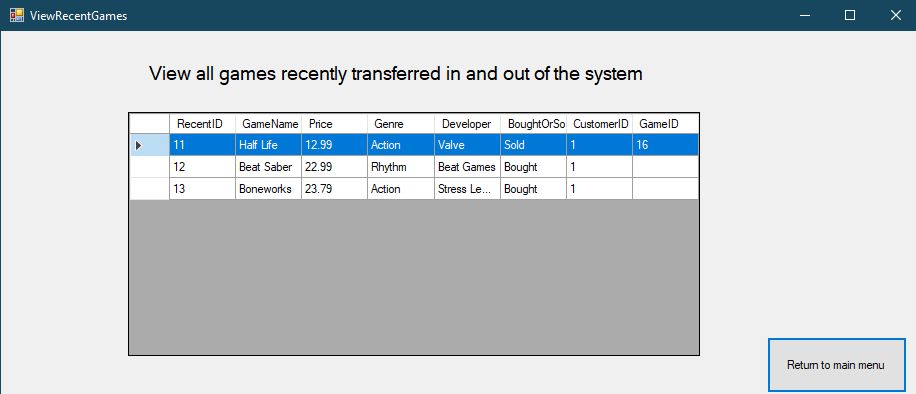 ViewRecentGames
View all games recently transferred in and out of the system
RecentID GameName Price Genre Developer BoughtOrSo CustomerID GameID
11 Half Life 12.99 Action Valve Sold 1 16
12 Beat Saber 22.99 Rhythm Beat Games Bought 1
13 Boneworks 23.79 Action Stress Le... Bought 1
Return to main menu